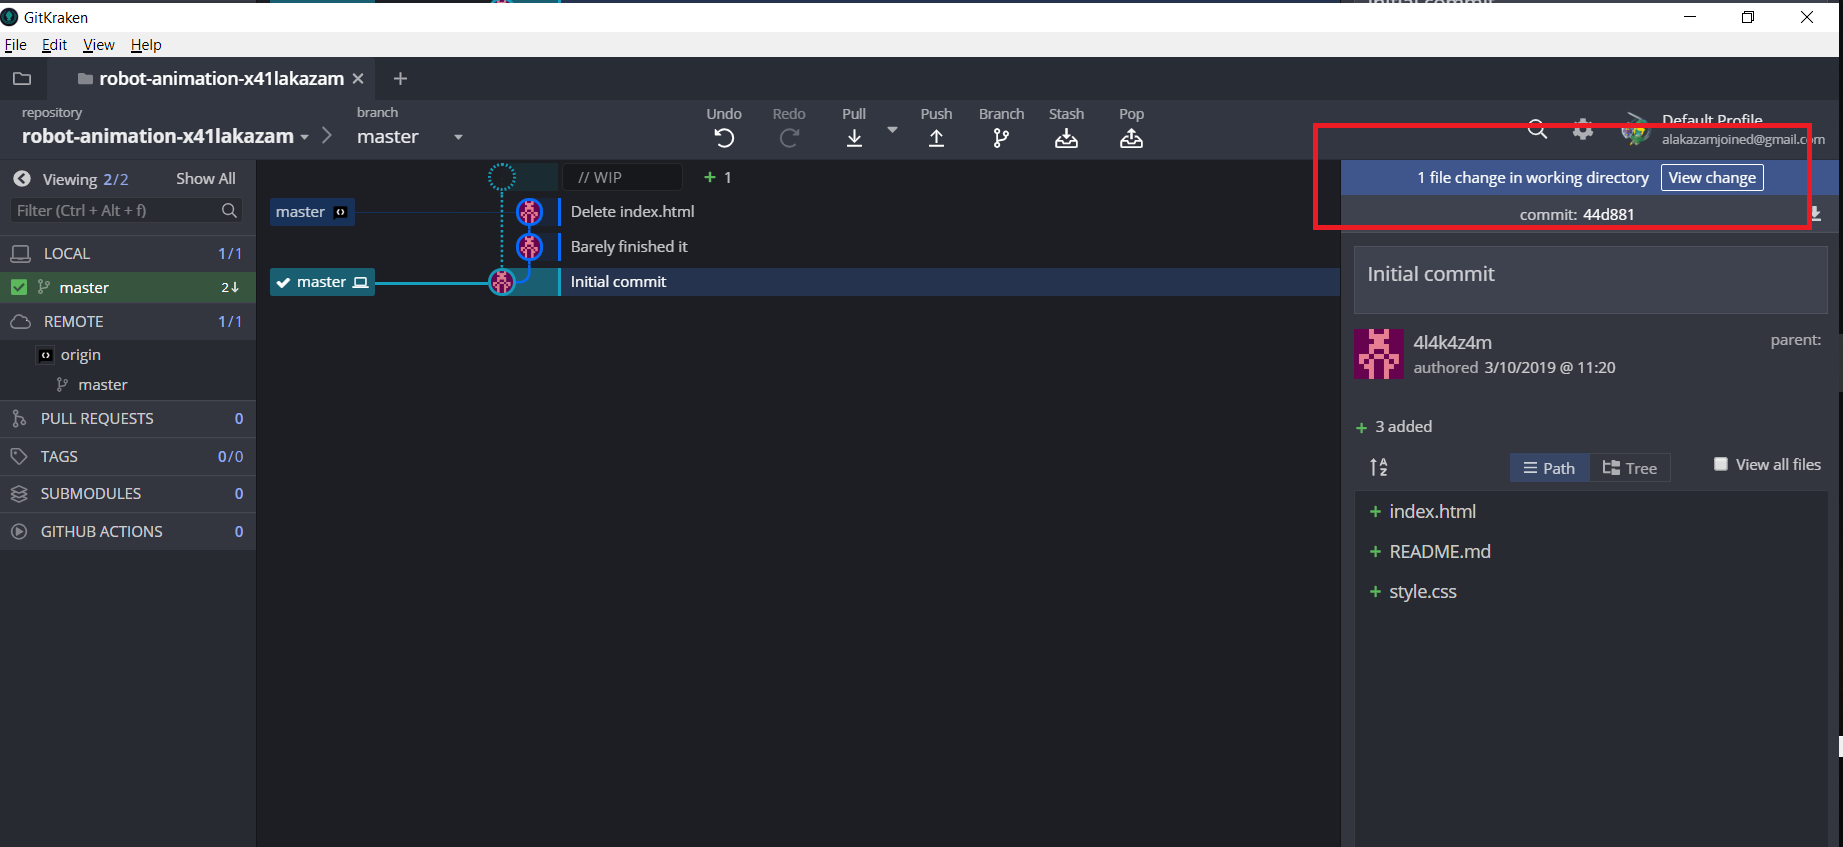 GitKraken
File Edit View Help
robot-animation-x41lakazam
repository
robot-animation-x41lakazam
branch
master
Undo Redo Pull Push Branch Stash Pop
Default Profile
alakazamjoined@gmail.com
Viewing 2/2 Show All
Filter (Ctrl + Alt + f)
LOCAL 1/1
master 2
REMOTE 1/1
origin
master
PULL REQUESTS 0
TAGS 0/0
SUBMODULES 0
GITHUB ACTIONS 0
// WIP + 1
master Delete index.html
Barely finished it
master Initial commit
1 file change in working directory View change
commit: 44d881
Initial commit
4l4k4z4m
authored 3/10/2019 @ 11:20
parent:
+ 3 added
Path Tree View all files
+ index.html
+ README.md
+ style.css